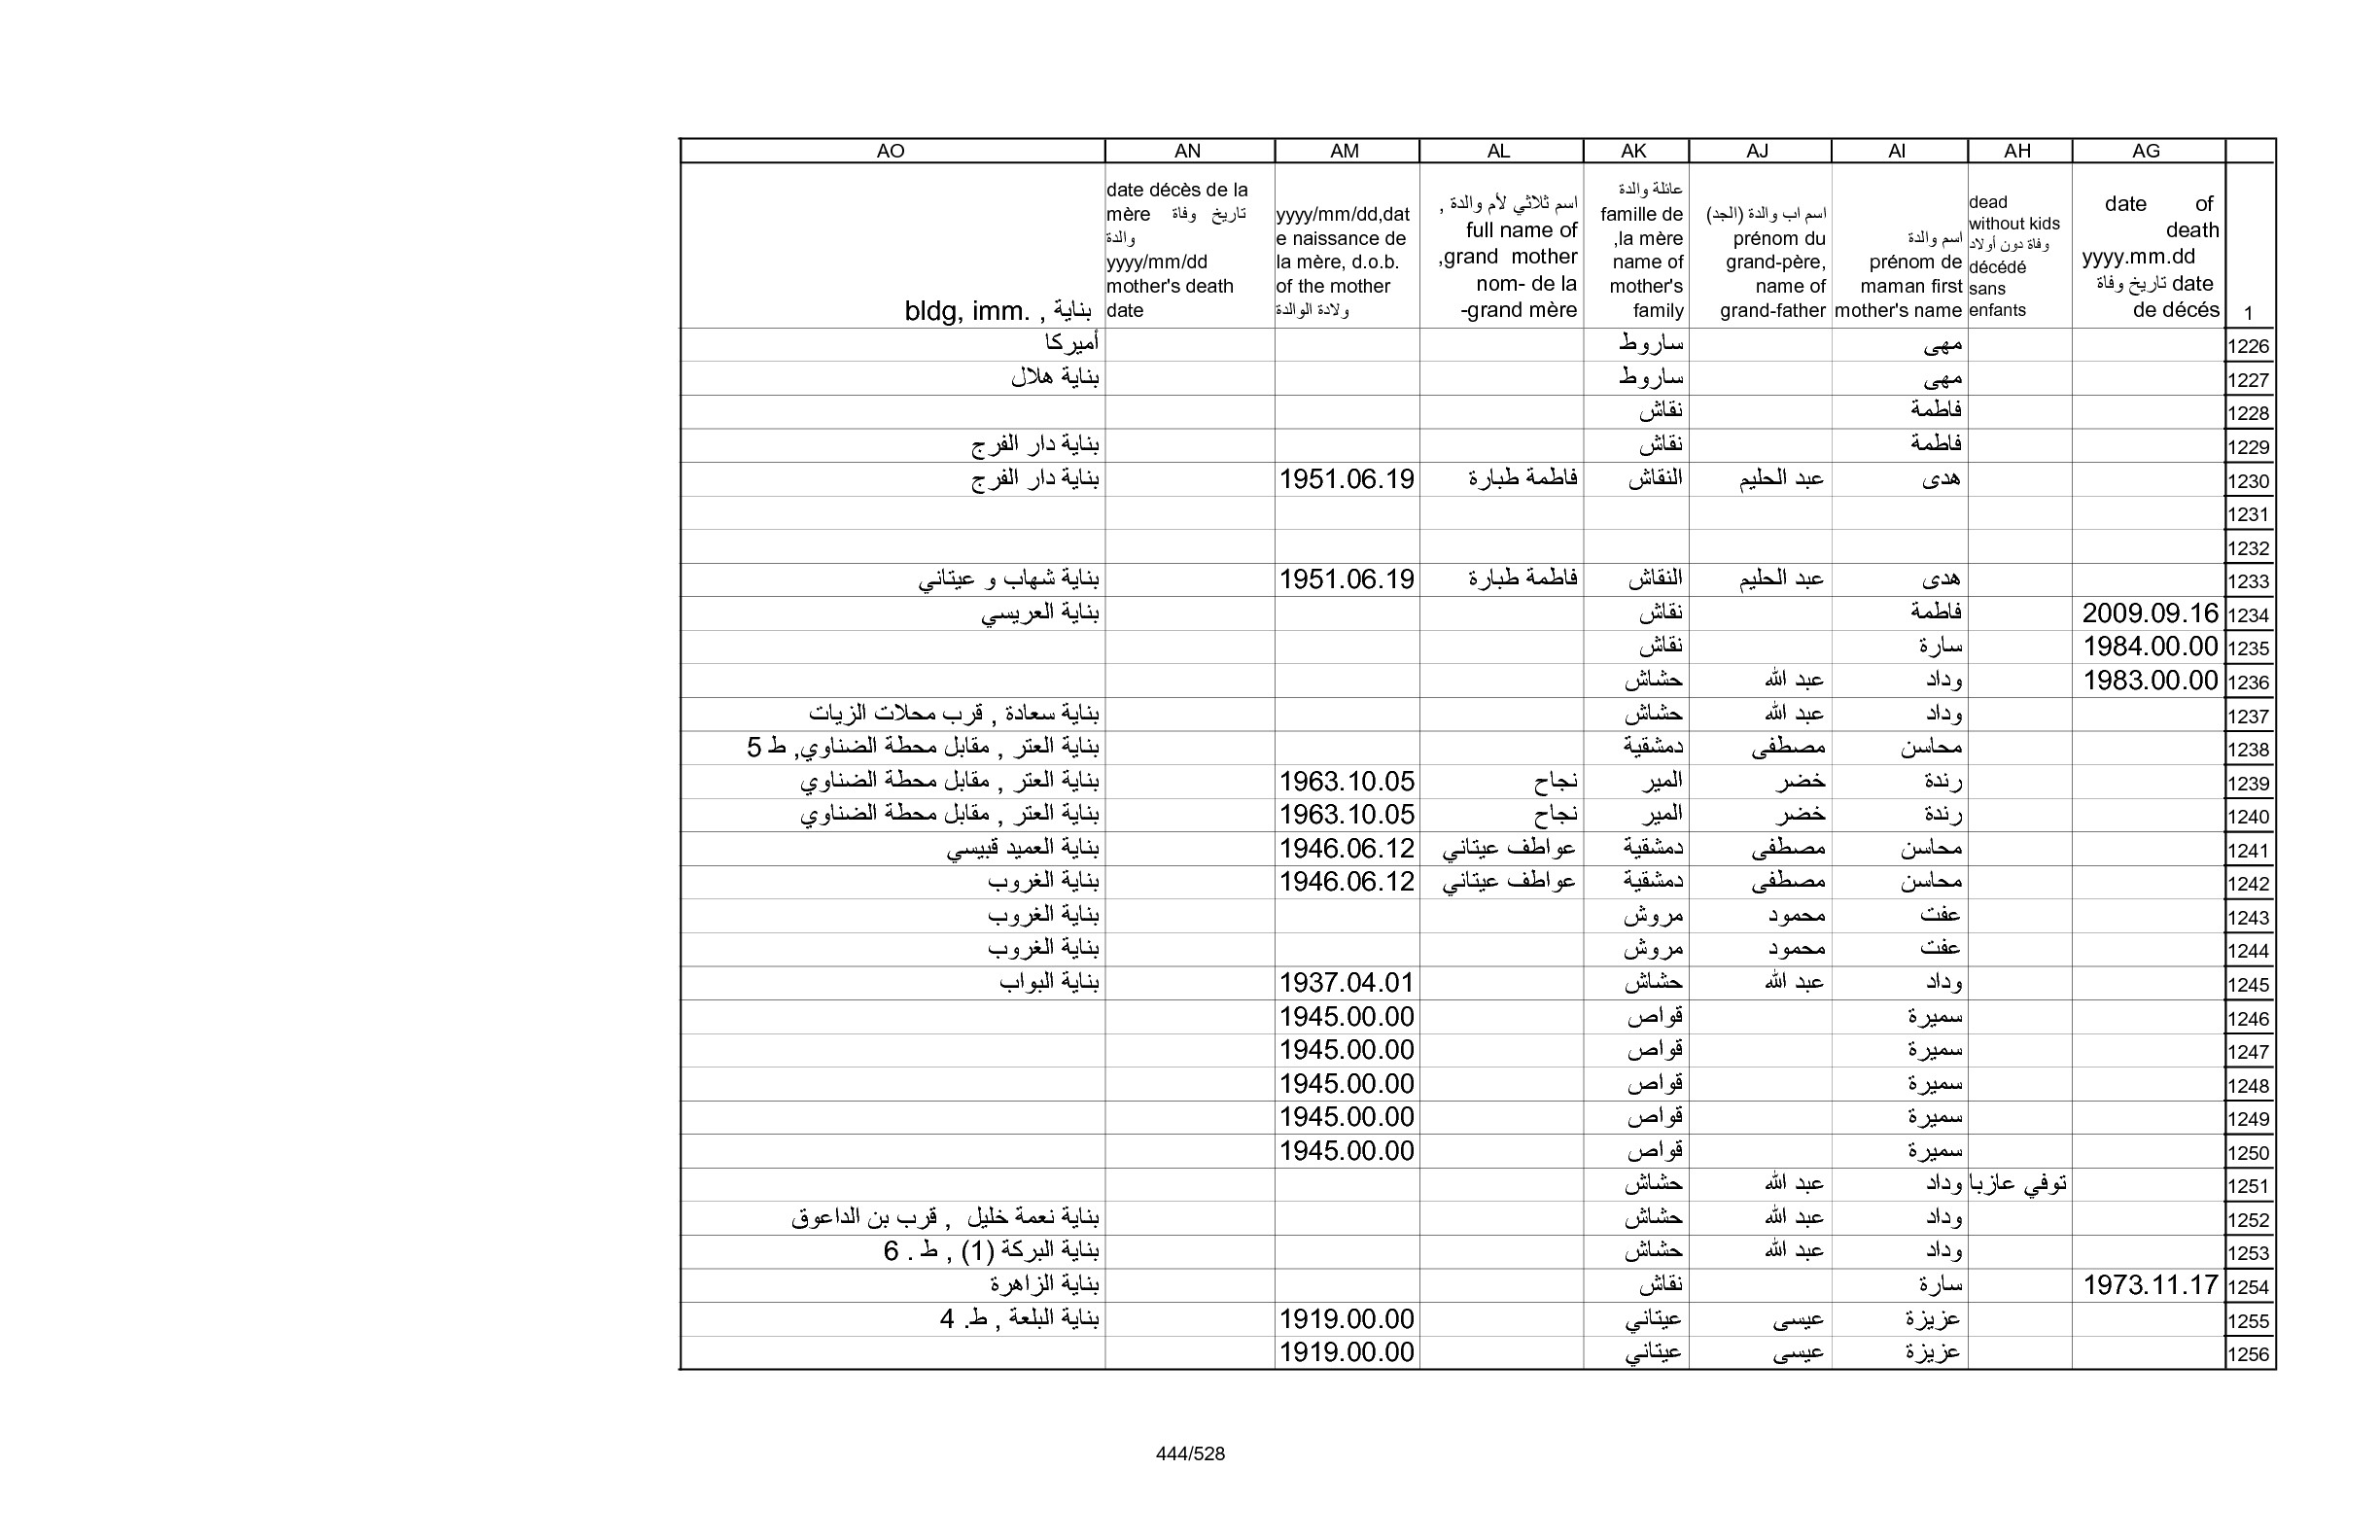 AO AN AM AL AK AJ AI AH AG
bldg, imm. , بناية
date décès de la
mère تاريخ وفاة
والدة
yyyy/mm/dd
mother's death
date
yyyy/mm/dd,dat
e naissance de
la mère, d.o.b.
of the mother
ولادة الوالدة
اسم ثلاثي لأم والدة ,
full name of
,grand mother
nom- de la
-grand mère
عائلة والدة
famille de
,la mère
name of
mother's
family
اسم اب والدة (الجد)
prénom du
grand-père,
name of
grand-father
اسم والدة
prénom de
maman first
mother's name
dead
without kids
وفاة دون أولاد
décédé
sans
enfants
date of
death
yyyy.mm.dd
date تاريخ وفاة
de décés
1
1226 مهى ساروط أميركا
1227 مهى ساروط بناية هلال
1228 فاطمة نقاش
1229 فاطمة نقاش بناية دار الفرج
1230 هدى عبد الحليم النقاش فاطمة طبارة 1951.06.19 بناية دار الفرج
1231
1232
1233 هدى عبد الحليم النقاش فاطمة طبارة 1951.06.19 بناية شهاب و عيتاني
1234 2009.09.16 فاطمة نقاش بناية العريسي
1235 1984.00.00 سارة نقاش
1236 1983.00.00 وداد عبد الله حشاش
1237 وداد عبد الله حشاش بناية سعادة , قرب محلات الزيات
1238 محاسن مصطفى دمشقية بناية العتر , مقابل محطة الضناوي, ط 5
1239 رندة خضر المير نجاح 1963.10.05 بناية العتر , مقابل محطة الضناوي
1240 رندة خضر المير نجاح 1963.10.05 بناية العتر , مقابل محطة الضناوي
1241 محاسن مصطفى دمشقية عواطف عيتاني 1946.06.12 بناية العميد قبيسي
1242 محاسن مصطفى دمشقية عواطف عيتاني 1946.06.12 بناية الغروب
1243 عفت محمود مروش بناية الغروب
1244 عفت محمود مروش بناية الغروب
1245 وداد عبد الله حشاش 1937.04.01 بناية البواب
1246 سميرة قواص 1945.00.00
1247 سميرة قواص 1945.00.00
1248 سميرة قواص 1945.00.00
1249 سميرة قواص 1945.00.00
1250 سميرة قواص 1945.00.00
1251 توفي عازبا وداد عبد الله حشاش
1252 وداد عبد الله حشاش بناية نعمة خليل , قرب بن الداعوق
1253 وداد عبد الله حشاش بناية البركة (1) , ط . 6
1254 1973.11.17 سارة نقاش بناية الزاهرة
1255 عزيزة عيسى عيتاني 1919.00.00 بناية البلعة , ط. 4
1256 عزيزة عيسى عيتاني 1919.00.00
444/528